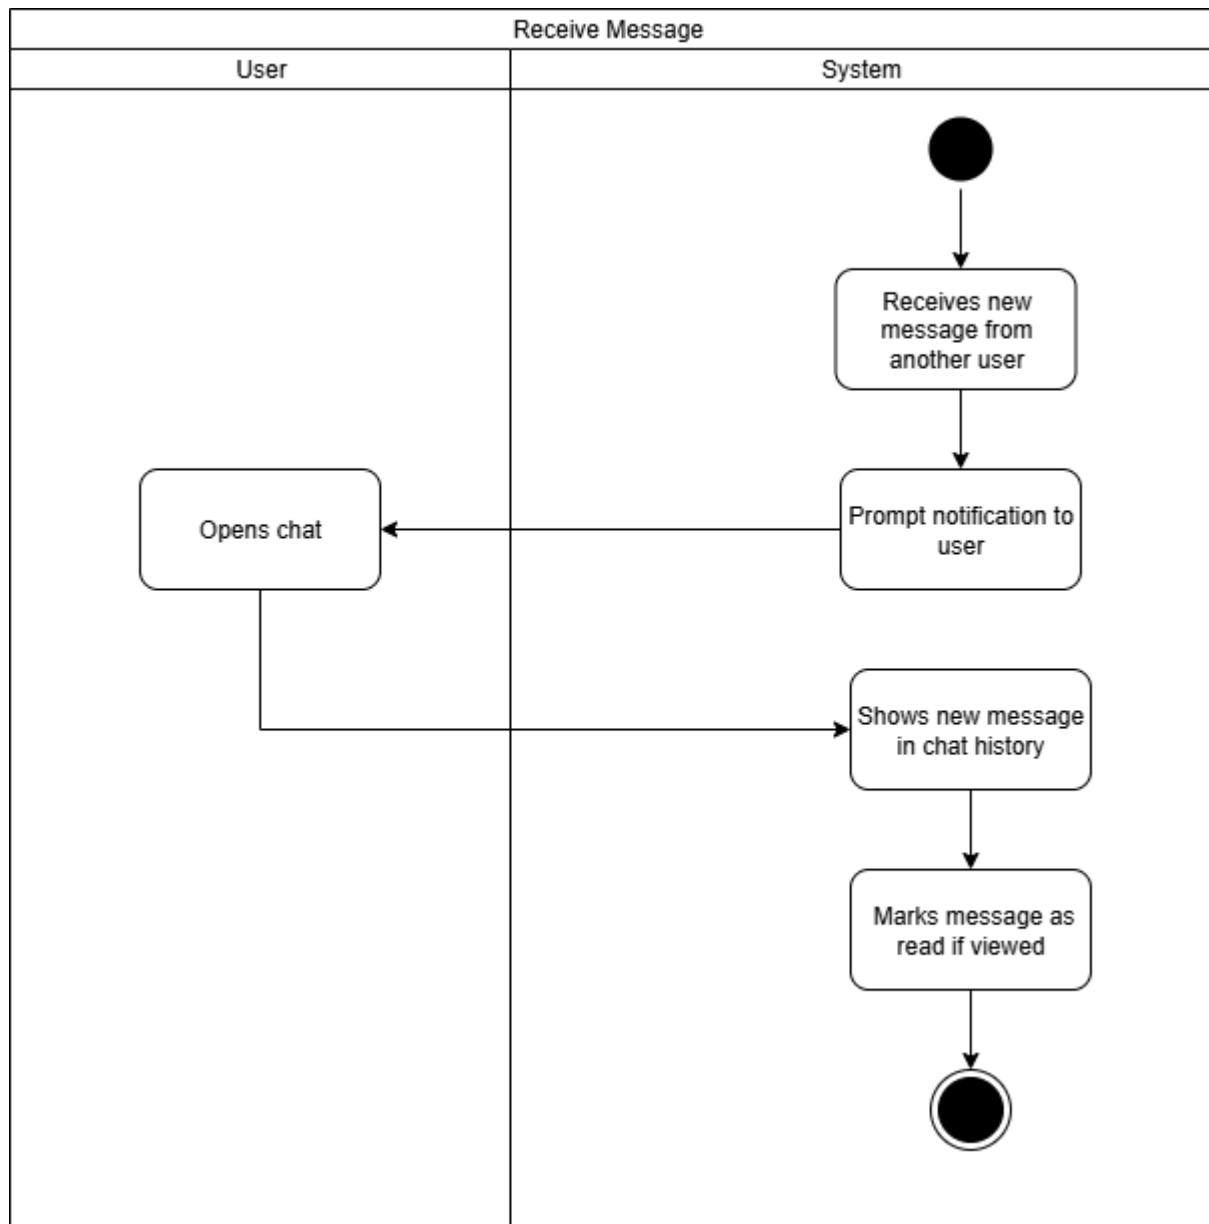 Receive Message
User
System
Receives new
message from
another user
Opens chat
Prompt notification to
user
Shows new message
in chat history
Marks message as
read if viewed